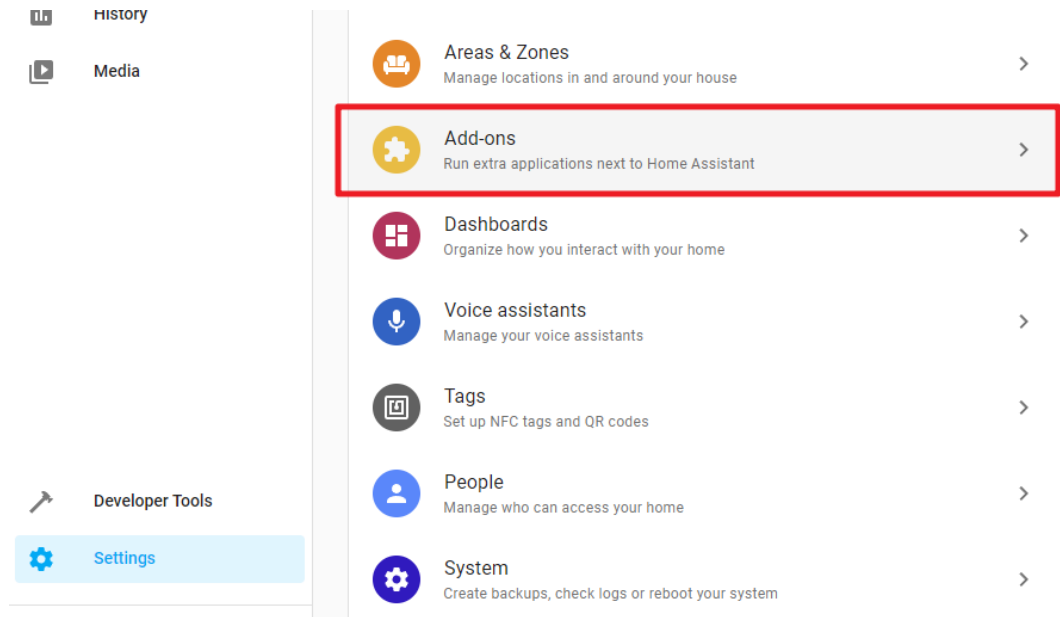 History
Media
Developer Tools
Settings
Areas & Zones
Manage locations in and around your house
Add-ons
Run extra applications next to Home Assistant
Dashboards
Organize how you interact with your home
Voice assistants
Manage your voice assistants
Tags
Set up NFC tags and QR codes
People
Manage who can access your home
System
Create backups, check logs or reboot your system